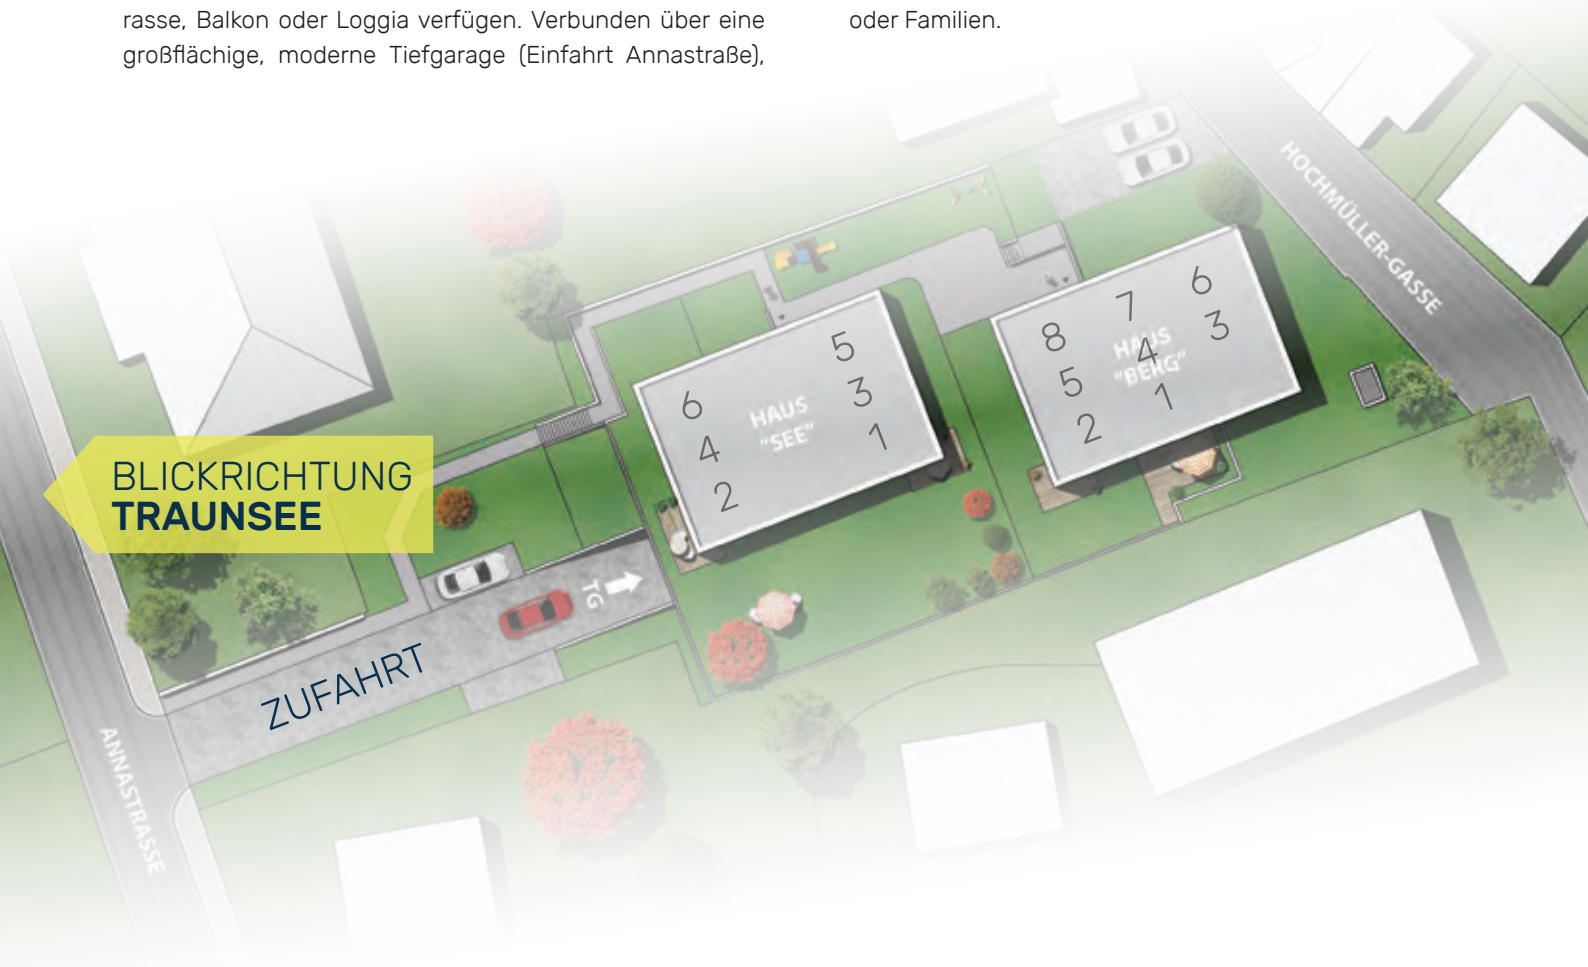 rasse, Balkon oder Loggia verfügen. Verbunden über eine
großflächige, moderne Tiefgarage (Einfahrt Annastraße),
oder Familien.
HOCHMÜLLER-GASSE
8 7 6
5 4 3
2 1
HAUS
"BERG"
6 5
4 3
2 1
HAUS
"SEE"
BLICKRICHTUNG
TRAUNSEE
TG
ZUFAHRT
ANNASTRASSE